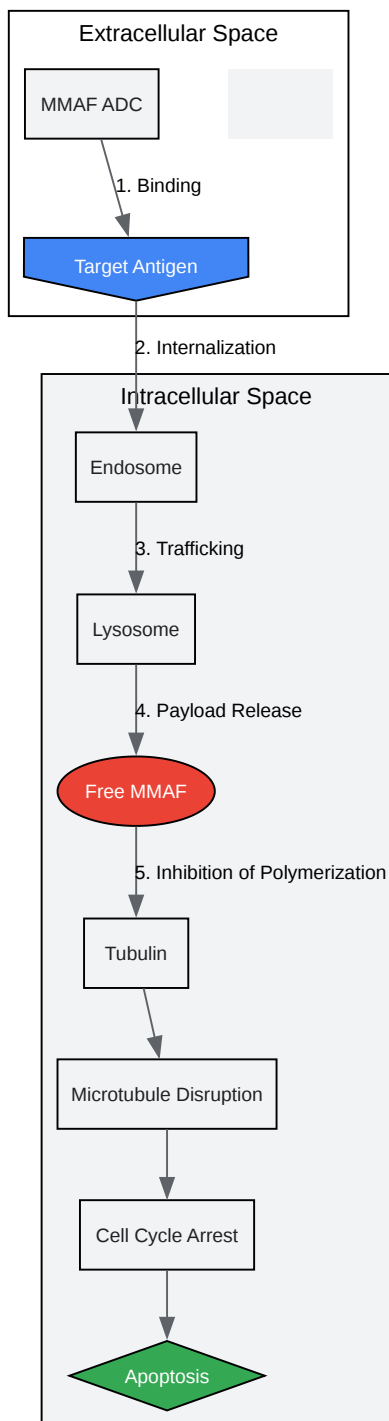 Extracellular Space
MMAF ADC
1. Binding
Target Antigen
2. Internalization
Intracellular Space
Endosome
3. Trafficking
Lysosome
4. Payload Release
Free MMAF
5. Inhibition of Polymerization
Tubulin
Microtubule Disruption
Cell Cycle Arrest
Apoptosis